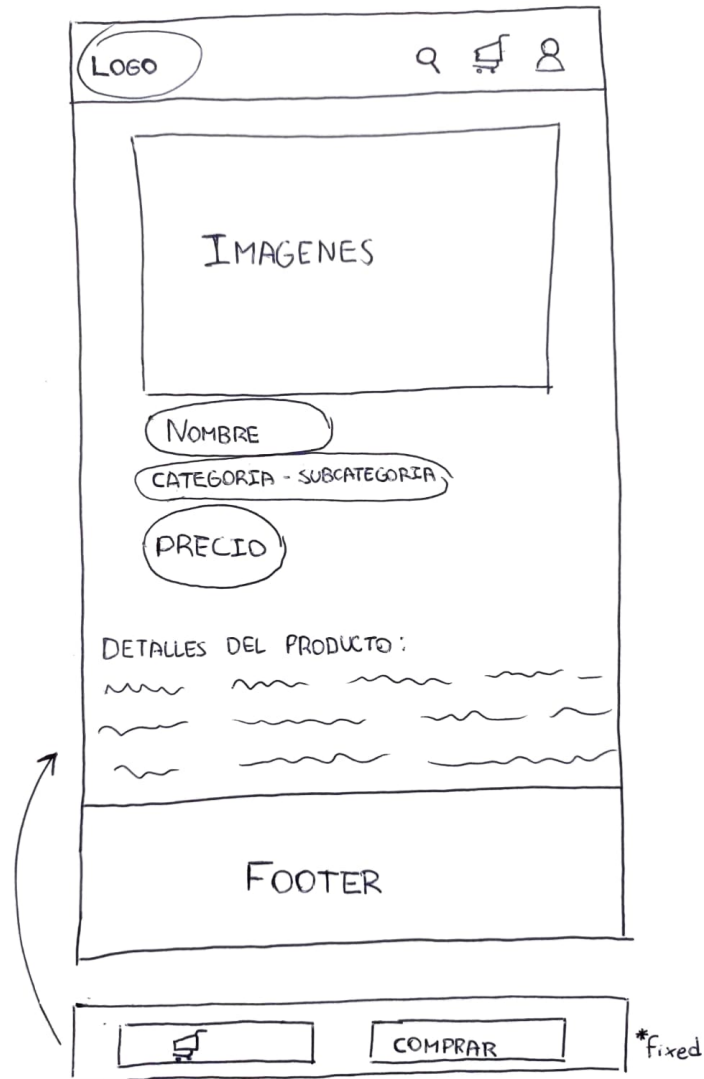 LOGO
IMAGENES
NOMBRE
CATEGORIA - SUBCATEGORIA
PRECIO
DETALLES DEL PRODUCTO:
FOOTER
COMPRAR
*fixed